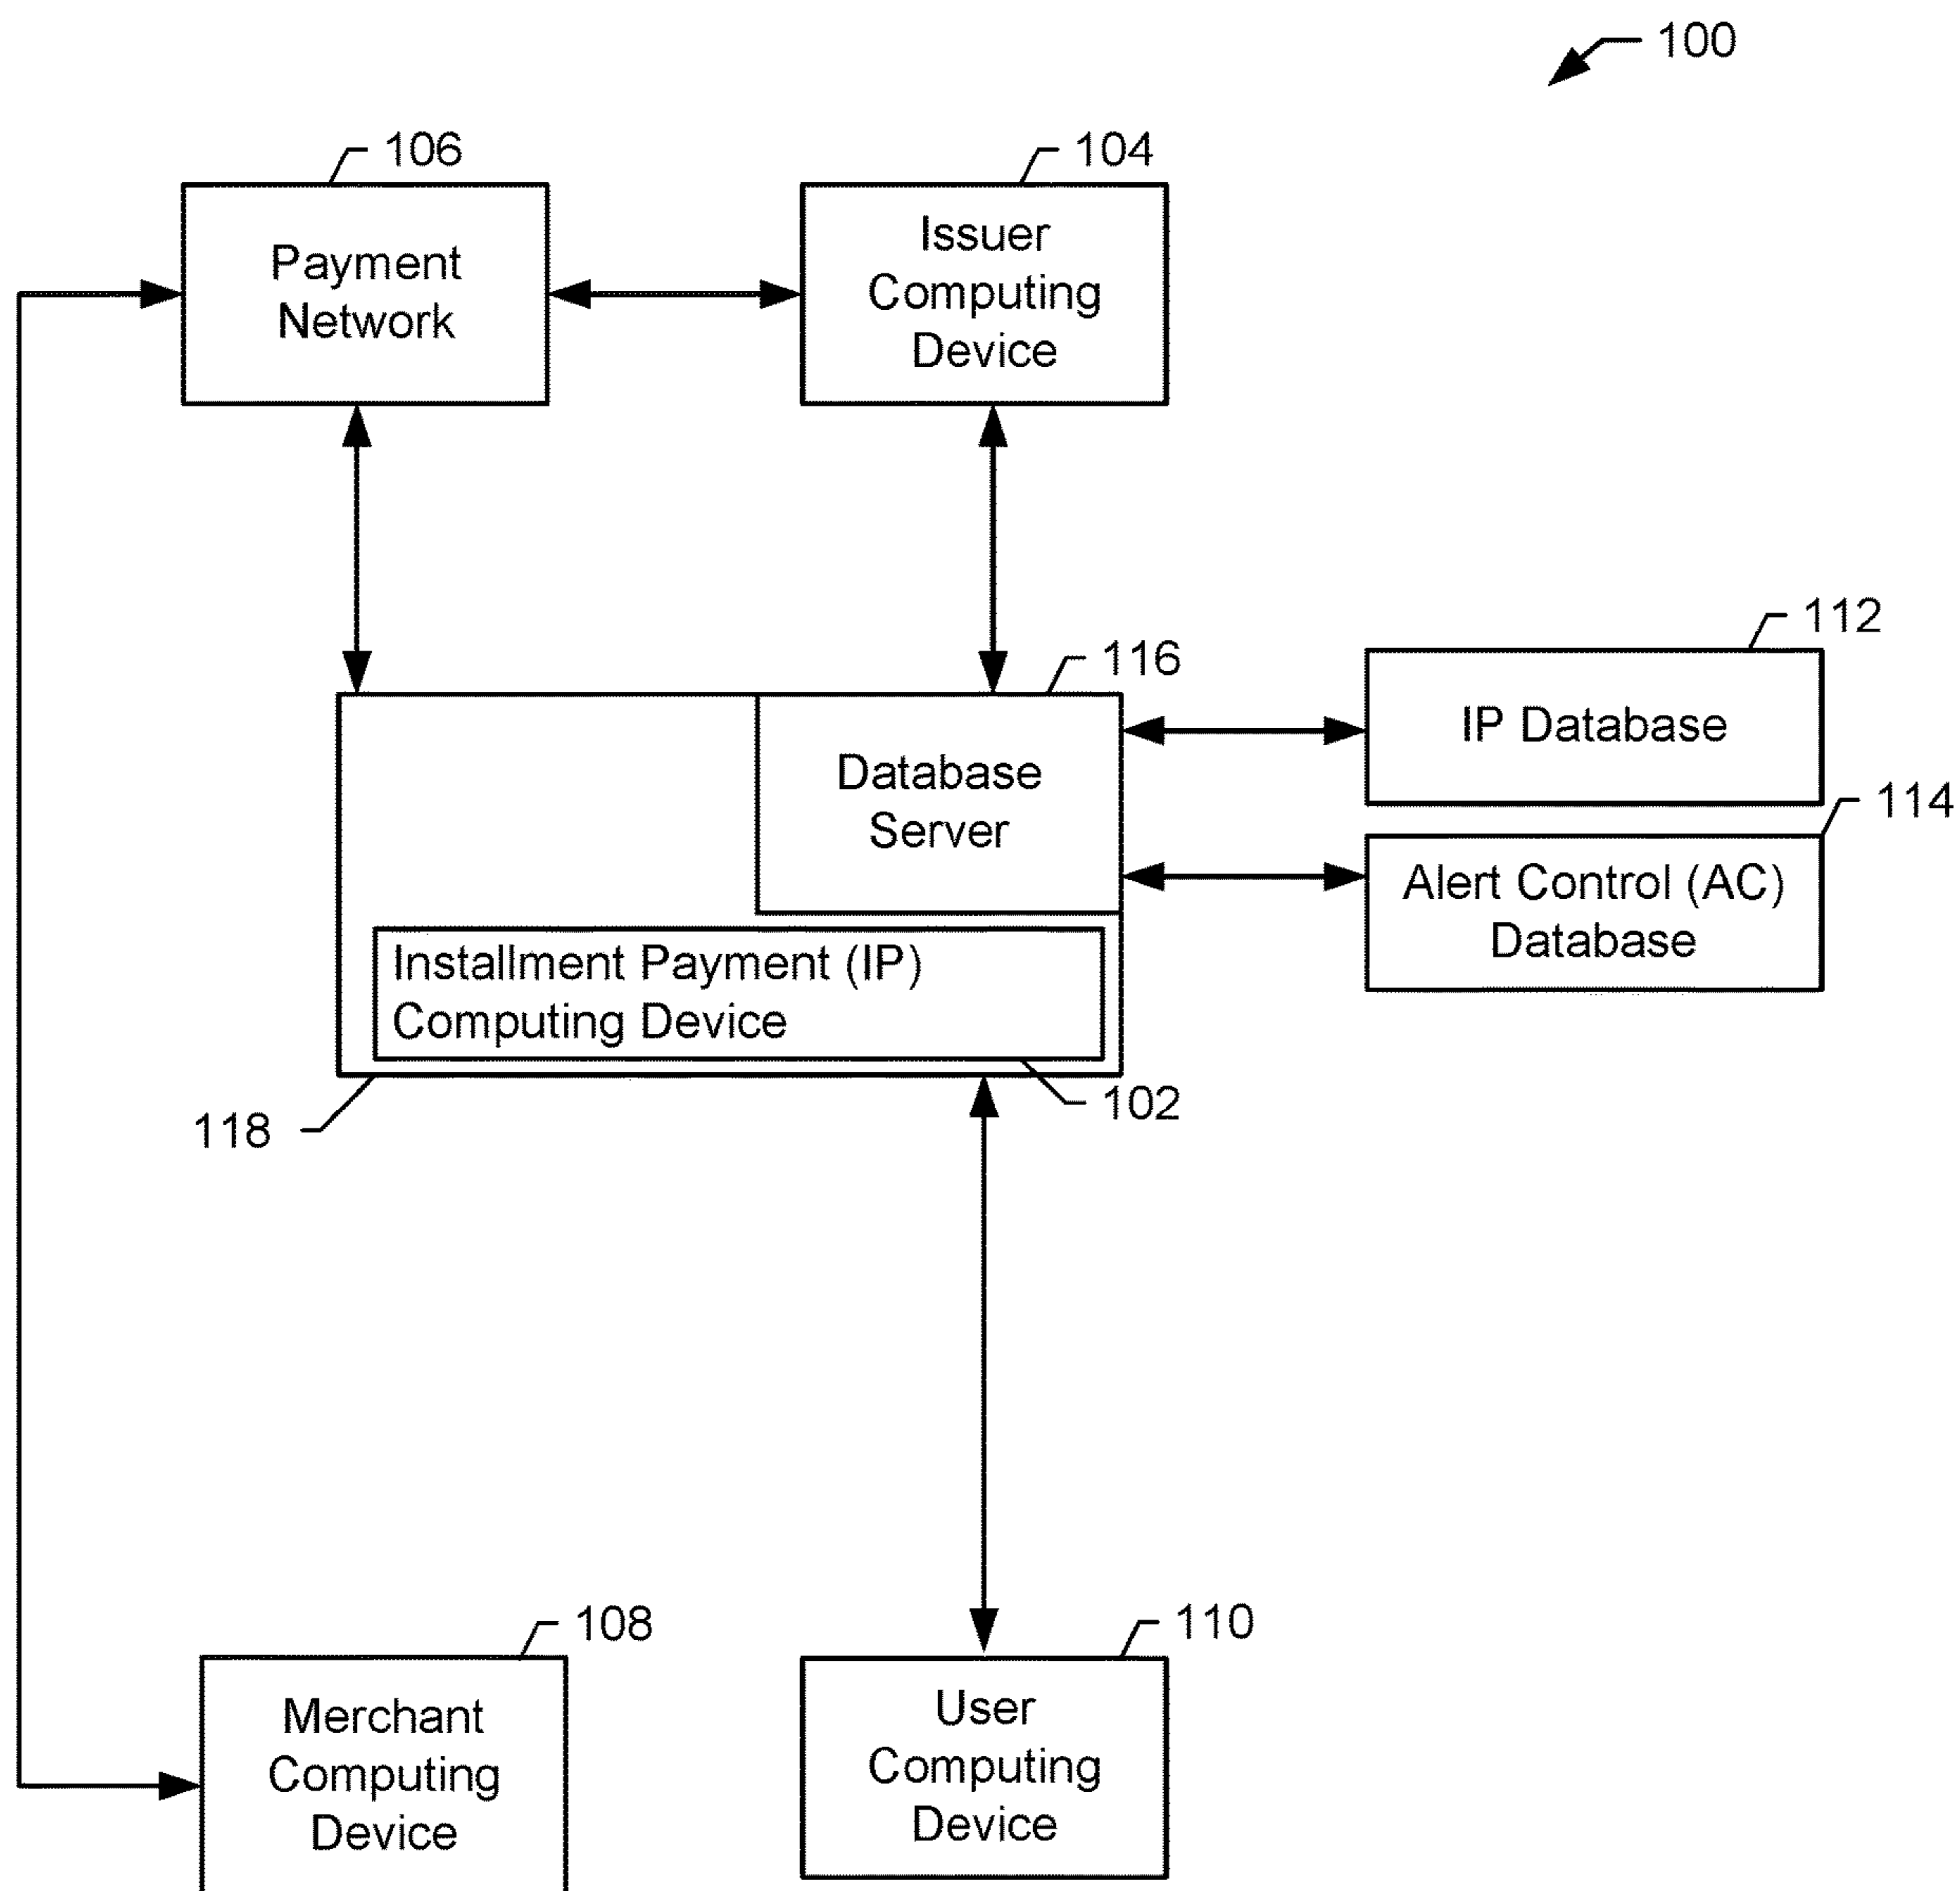 100
106
104
Payment
Network
Issuer
Computing
Device
112
116
IP Database
Database
Server
114
Alert Control (AC)
Database
Installment Payment (IP)
Computing Device
102
118
108
110
Merchant
Computing
Device
User
Computing
Device